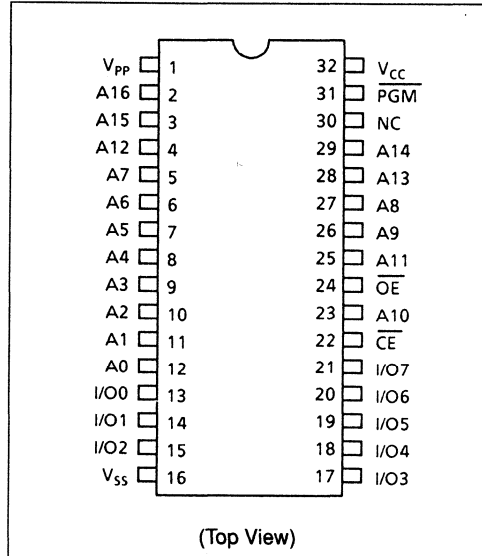 VPP 1 32 VCC
A16 2 31 PGM
A15 3 30 NC
A12 4 29 A14
A7 5 28 A13
A6 6 27 A8
A5 7 26 A9
A4 8 25 A11
A3 9 24 OE
A2 10 23 A10
A1 11 22 CE
A0 12 21 I/O7
I/O0 13 20 I/O6
I/O1 14 19 I/O5
I/O2 15 18 I/O4
VSS 16 17 I/O3
(Top View)